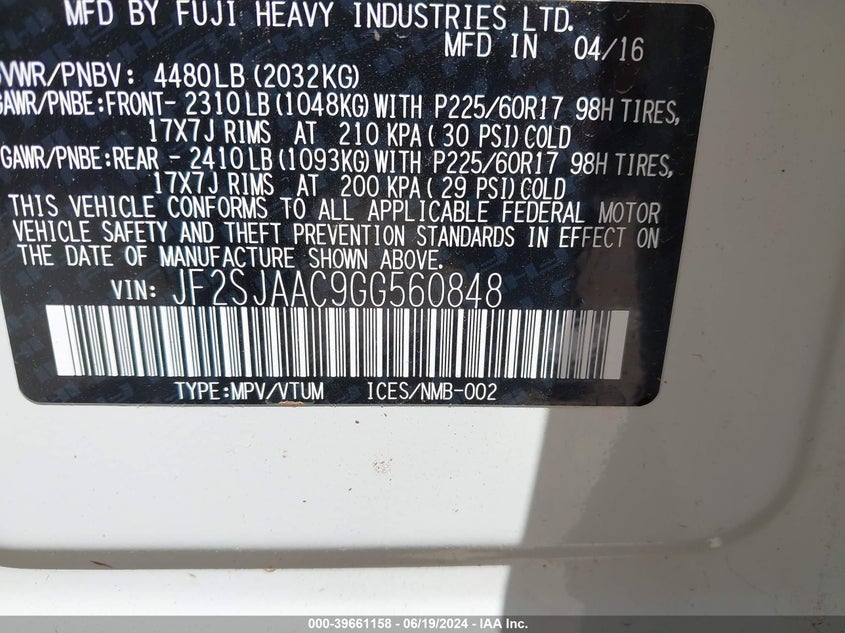 MFD BY FUJI HEAVY INDUSTRIES LTD.
MFD IN 04/16
GVWR/PNBV: 4480LB(2032KG)
GAWR/PNBE:FRONT- 2310LB(1048KG)WITH P225/60R17 98H TIRES,
17X7J RIMS AT 210 KPA(30 PSI)COLD
GAWR/PNBE:REAR - 2410LB(1093KG)WITH P225/60R17 98H TIRES,
17X7J RIMS AT 200 KPA(29 PSI)COLD
THIS VEHICLE CONFORMS TO ALL APPLICABLE FEDERAL MOTOR
VEHICLE SAFETY AND THEFT PREVENTION STANDARDS IN EFFECT ON
THE DATE OF MANUFACTURE SHOWN ABOVE.
VIN: JF2SJAAC9GG560848
TYPE:MPV/VTUM ICES/NMB-002
000-39661158 - 06/19/2024 - IAA Inc.